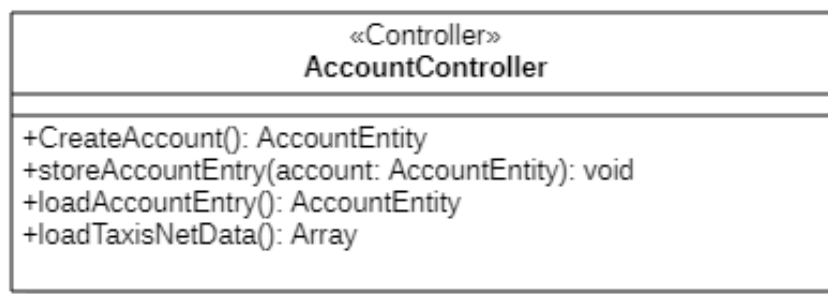 «Controller»
AccountController
+CreateAccount(): AccountEntity
+storeAccountEntry(account: AccountEntity): void
+loadAccountEntry(): AccountEntity
+loadTaxisNetData(): Array